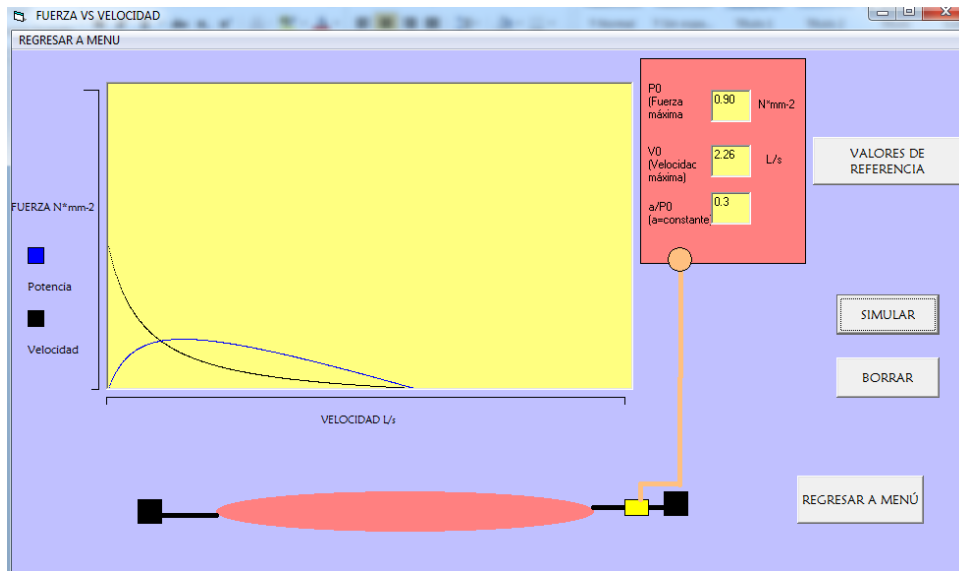 FUERZA VS VELOCIDAD
REGRESAR A MENU
P0
(Fuerza
máxima
0.90
N*mm-2
V0
(Velocidac
máxima)
2.26
L/s
a/P0
(a=constante)
0.3
VALORES DE
REFERENCIA
FUERZA N*mm-2
Potencia
Velocidad
SIMULAR
BORRAR
VELOCIDAD L/s
REGRESAR A MENÚ